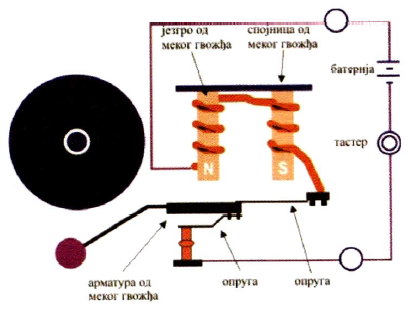 језгро од
меког гвожђа
спојница од
меког гвожђа
батерија
тастер
N
S
арматура од
меког гвожђа
опруга
опруга